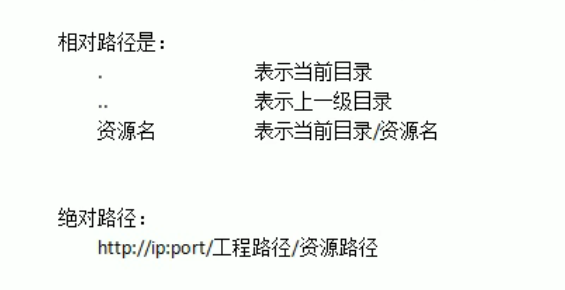 相对路径是：
.	表示当前目录
..	表示上一级目录
资源名	表示当前目录/资源名
绝对路径：
http://ip:port/工程路径/资源路径